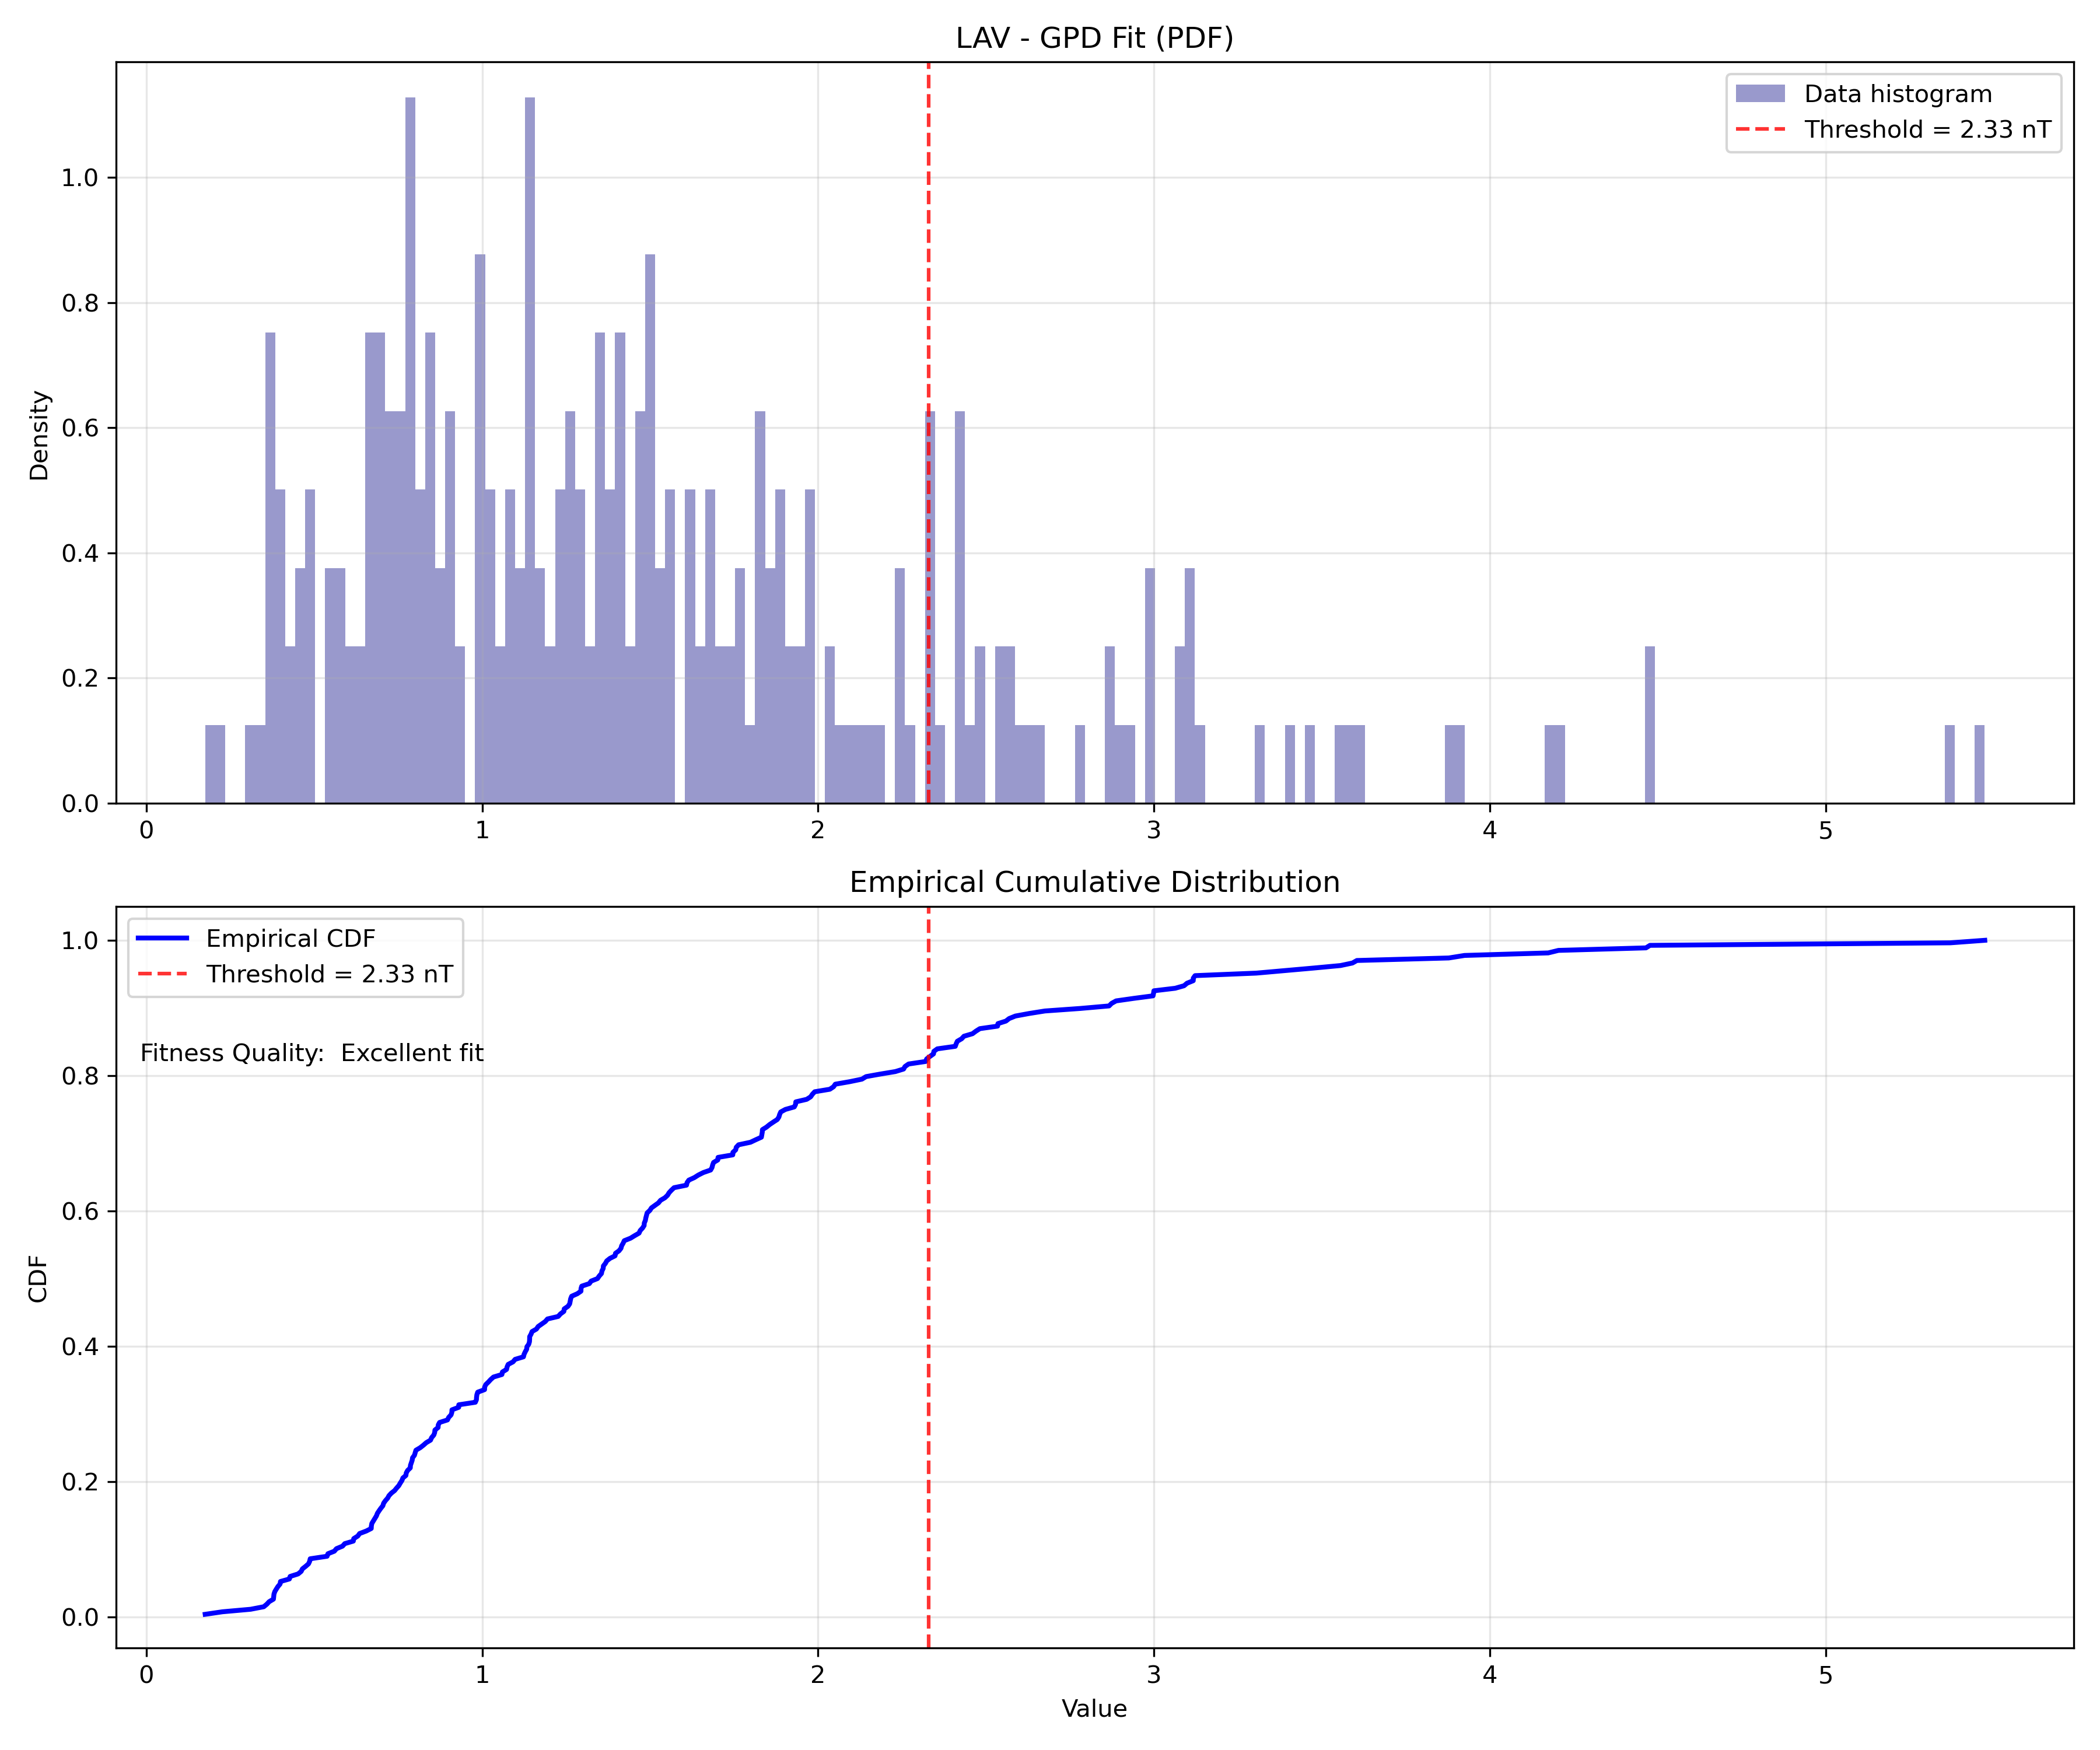 LAV - GPD Fit (PDF)
Data histogram
Threshold = 2.33 nT
Density
1.0
0.8
0.6
0.4
0.2
0.0
0 1 2 3 4 5
Empirical Cumulative Distribution
Empirical CDF
Threshold = 2.33 nT
Fitness Quality:  Excellent fit
CDF
1.0
0.8
0.6
0.4
0.2
0.0
0 1 2 3 4 5
Value